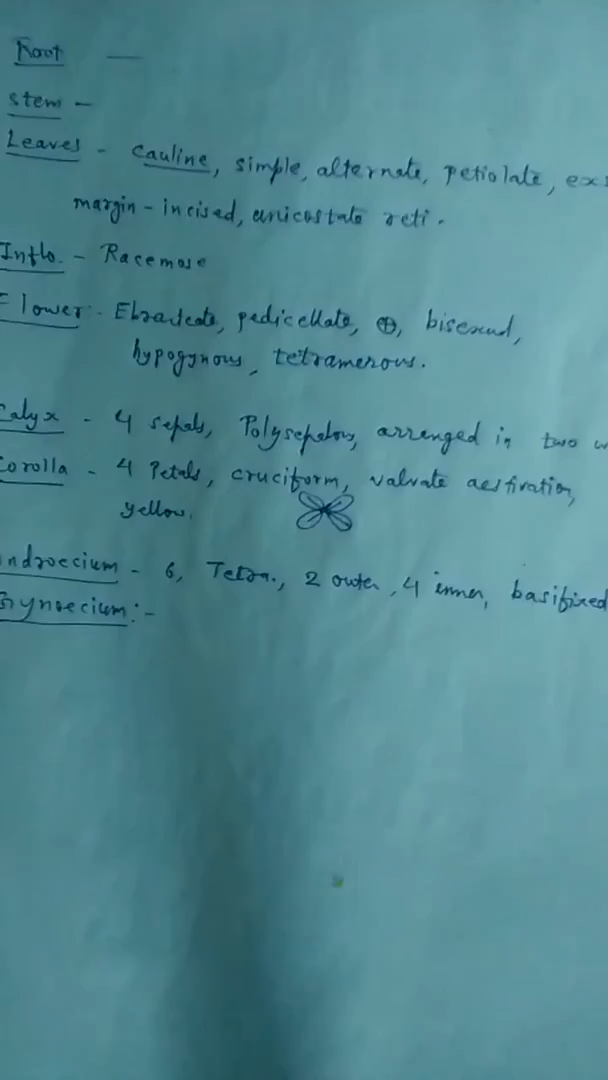 Root —
Stem -
Leaves - Cauline, simple, alternate, petiolate, exs
margin - incised, unicostate reti.
Inflo. - Racemose
Flower:- Ebracteate, pedicellate, ⊕, bisexual,
hypogynous, tetramerous.
Calyx - 4 sepals, Polysepalous, arranged in two w
Corolla - 4 Petals, cruciform, valvate aestivation,
yellow.
ndroecium - 6, Tetra., 2 outer, 4 inner, basifixed
Gynoecium:-